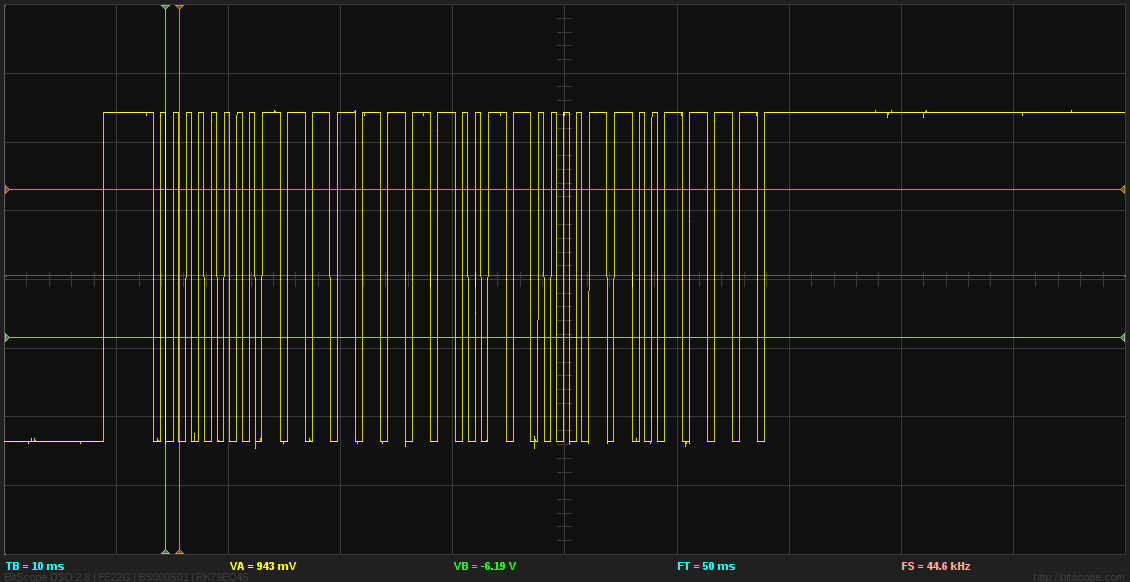 TB = 10 ms VA = 943 mV VB = -6.19 V FT = 50 ms FS = 44.6 kHz
BitScope DSO 2.8 | FE22G | BS000501 | RK79EO45 http://bitscope.com